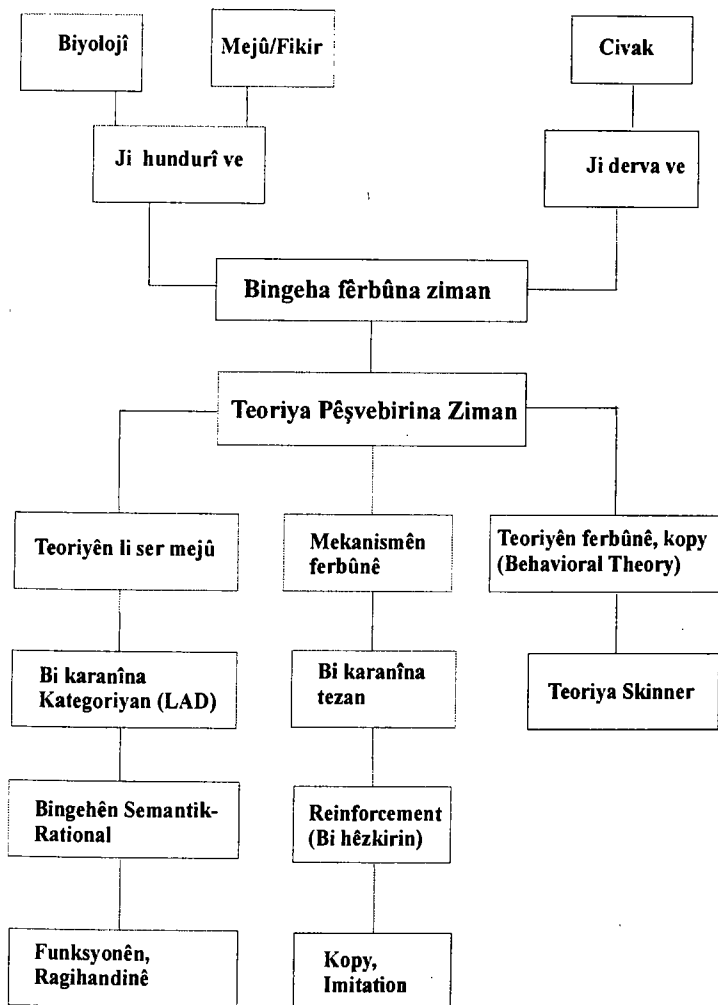 Biyolojî
Mejû/Fikir
Civak
Ji hundurî ve
Ji derva ve
Bingeha fêrbûna ziman
Teoriya Pêşvebirina Ziman
Teoriyên li ser mejû
Mekanismên
ferbûnê
Teoriyên ferbûnê, kopy
(Behavioral Theory)
Bi karanîna
Kategoriyan (LAD)
Bi karanîna
tezan
Teoriya Skinner
Bingehên Semantik-
Rational
Reinforcement
(Bi hêzkirin)
Funksyonên,
Ragihandinê
Kopy,
Imitation